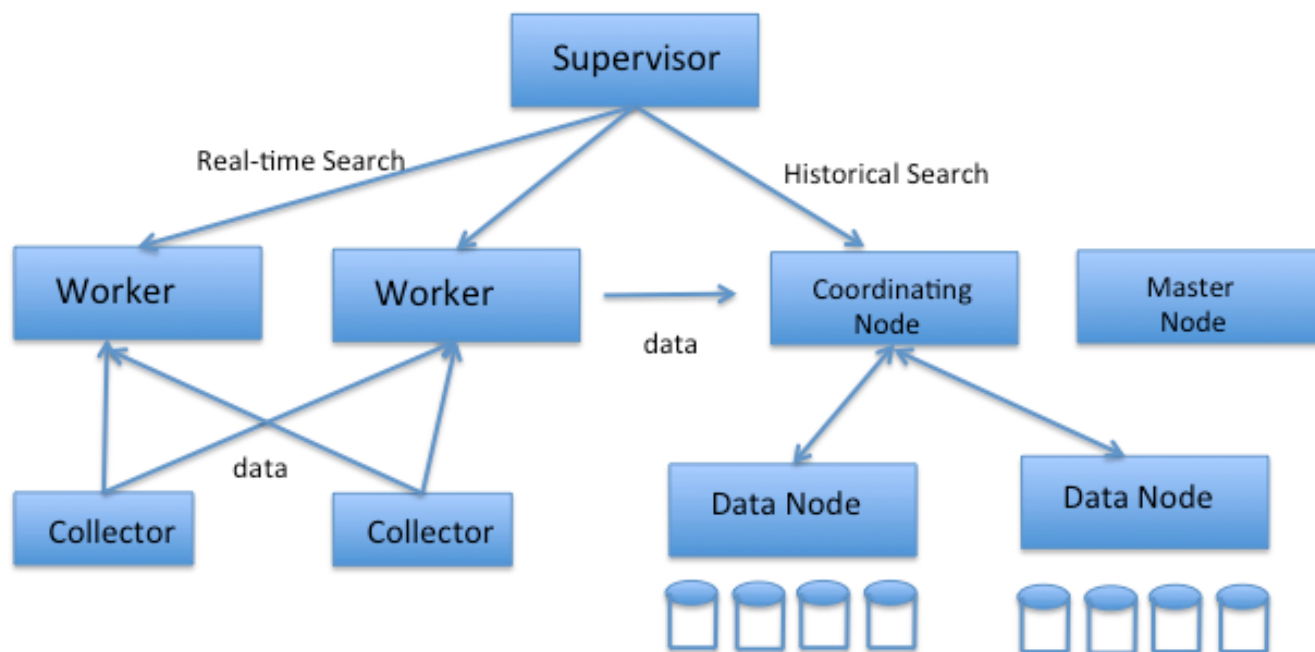 Supervisor
Real-time Search
Historical Search
Worker
Worker
data
Coordinating
Node
Master
Node
data
Collector
Collector
Data Node
Data Node